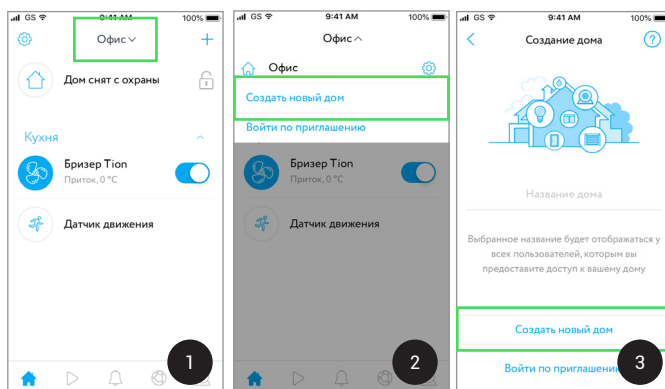 GS 9:41 AM 100%
Офис
Дом снят с охраны
Кухня
Бризер Tion
Приток, 0 °C
Датчик движения
1
GS 9:41 AM 100%
Офис
Офис
Создать новый дом
Войти по приглашению
Бризер Tion
Приток, 0 °C
Датчик движения
2
GS 9:41 AM 100%
Создание дома
?
Название дома
Выбранное название будет отображаться у
всех пользователей, которым вы
предоставите доступ к вашему дому
Создать новый дом
Войти по приглашению
3